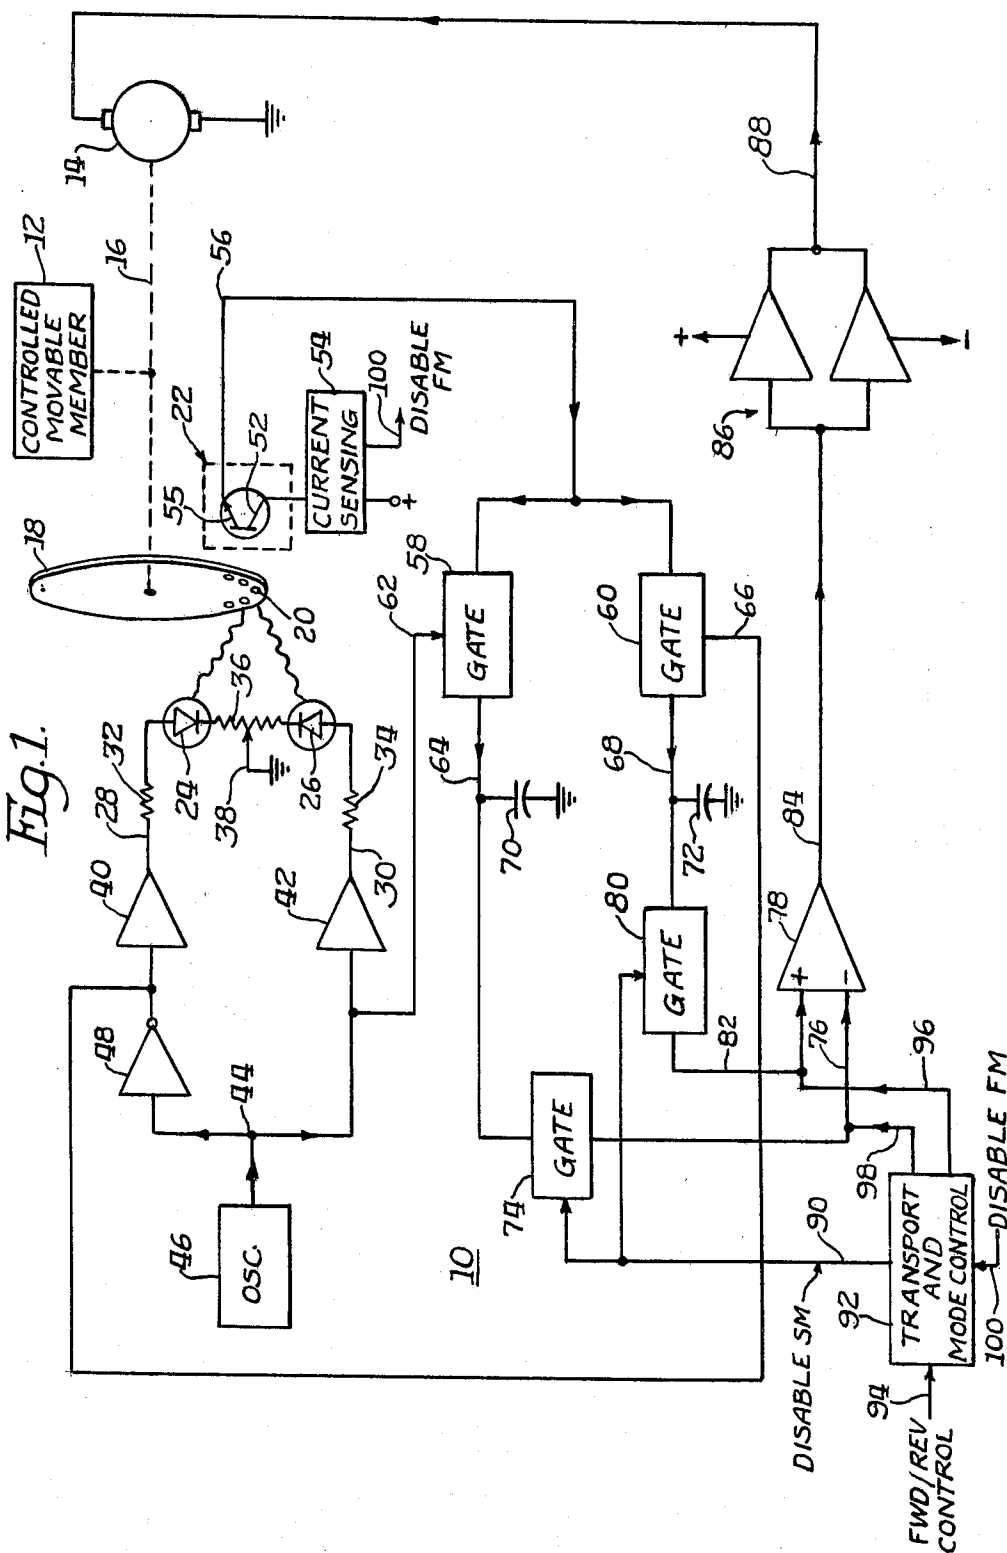 Fig. 1.
CONTROLLED
MOVABLE
MEMBER
12
14
16
18
20
22
55
52
56
CURRENT
SENSING
54
100
DISABLE
FM
32
28
40
24
36
38
26
34
30
42
48
44
46
OSC.
62
58
GATE
64
70
60
GATE
66
68
72
80
GATE
82
74
GATE
10
78
+
−
76
84
86
+
−
88
96
98
90
DISABLE SM
92
TRANSPORT
AND
MODE CONTROL
94
FWD/REV
CONTROL
100
DISABLE FM
+